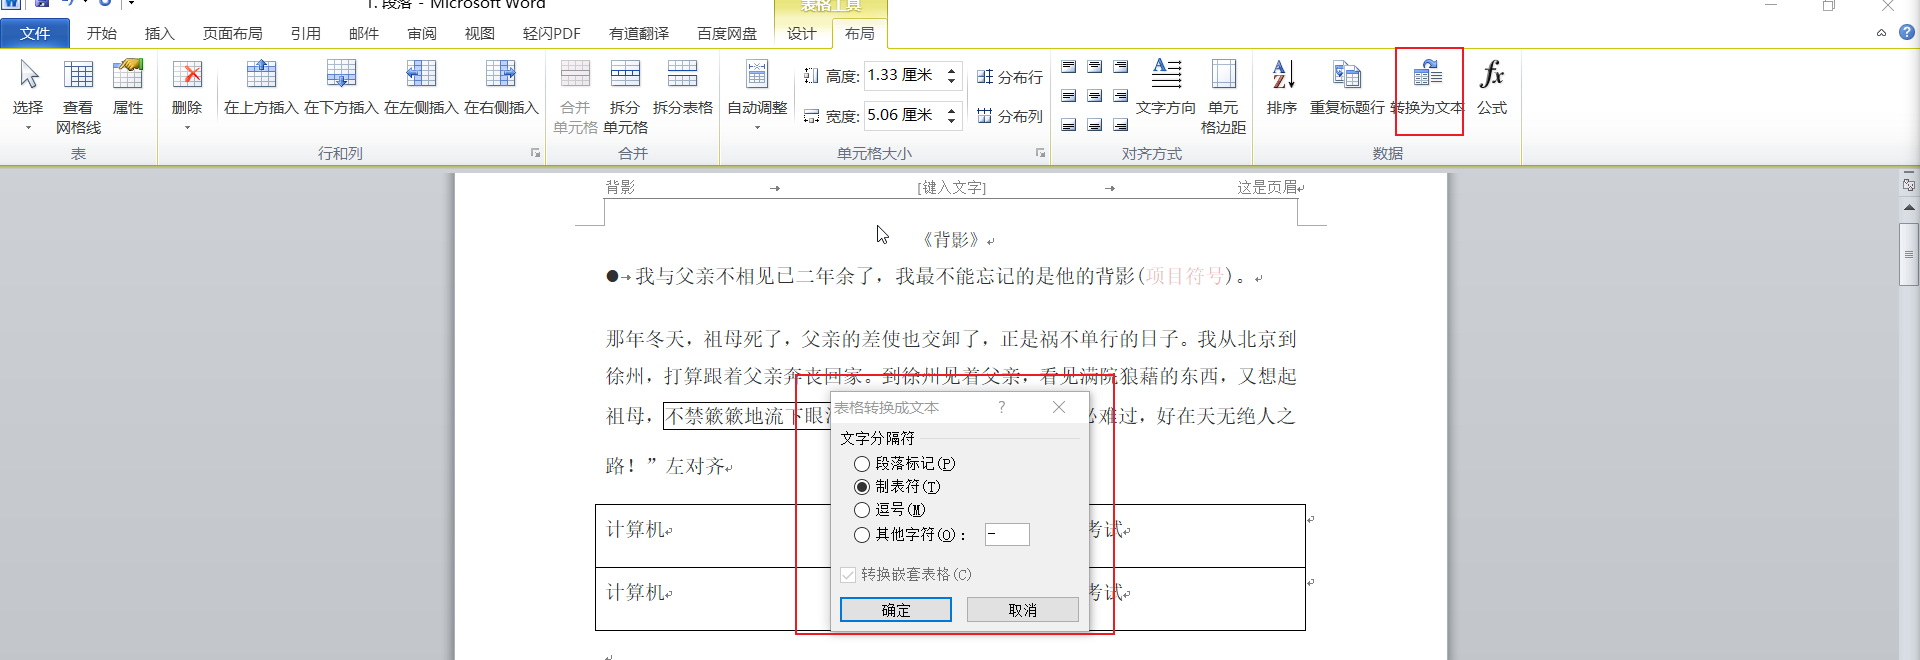 1. 段落 - Microsoft Word
表格工具
文件 开始 插入 页面布局 引用 邮件 审阅 视图 轻闪PDF 有道翻译 百度网盘 设计 布局
选择 查看网格线 属性
表
删除 在上方插入 在下方插入 在左侧插入 在右侧插入
行和列
合并单元格 拆分单元格 拆分表格
合并
自动调整
高度: 1.33 厘米 分布行
宽度: 5.06 厘米 分布列
单元格大小
文字方向 单元格边距
对齐方式
排序 重复标题行 转换为文本 公式
数据
背影 [键入文字] 这是页眉
《背影》
●我与父亲不相见已二年余了，我最不能忘记的是他的背影(项目符号)。
那年冬天，祖母死了，父亲的差使也交卸了，正是祸不单行的日子。我从北京到
徐州，打算跟着父亲奔丧回家。到徐州见着父亲，看见满院狼藉的东西，又想起
祖母，不禁簌簌地流下眼 难过，好在天无绝人之
路！”左对齐
计算机 考试
计算机 考试
表格转换成文本 ?
文字分隔符
段落标记(P)
制表符(T)
逗号(M)
其他字符(O)： -
转换嵌套表格(C)
确定 取消